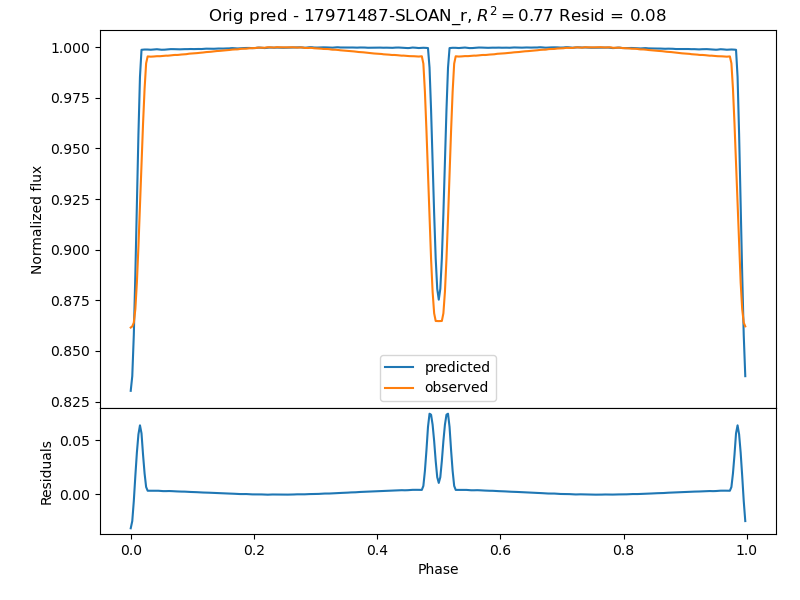 Orig pred - 17971487-SLOAN_r, R² = 0.77 Resid = 0.08
1.000
0.975
0.950
0.925
0.900
0.875
0.850
0.825
Normalized flux
predicted
observed
0.05
0.00
Residuals
0.0 0.2 0.4 0.6 0.8 1.0
Phase